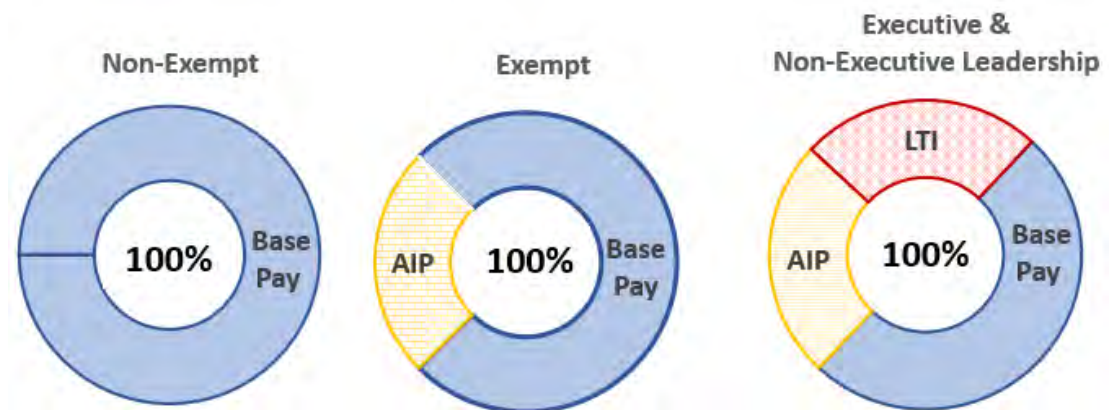 Non-Exempt
100%
Base
Pay
Exempt
AIP
100%
Base
Pay
Executive &
Non-Executive Leadership
LTI
AIP
100%
Base
Pay